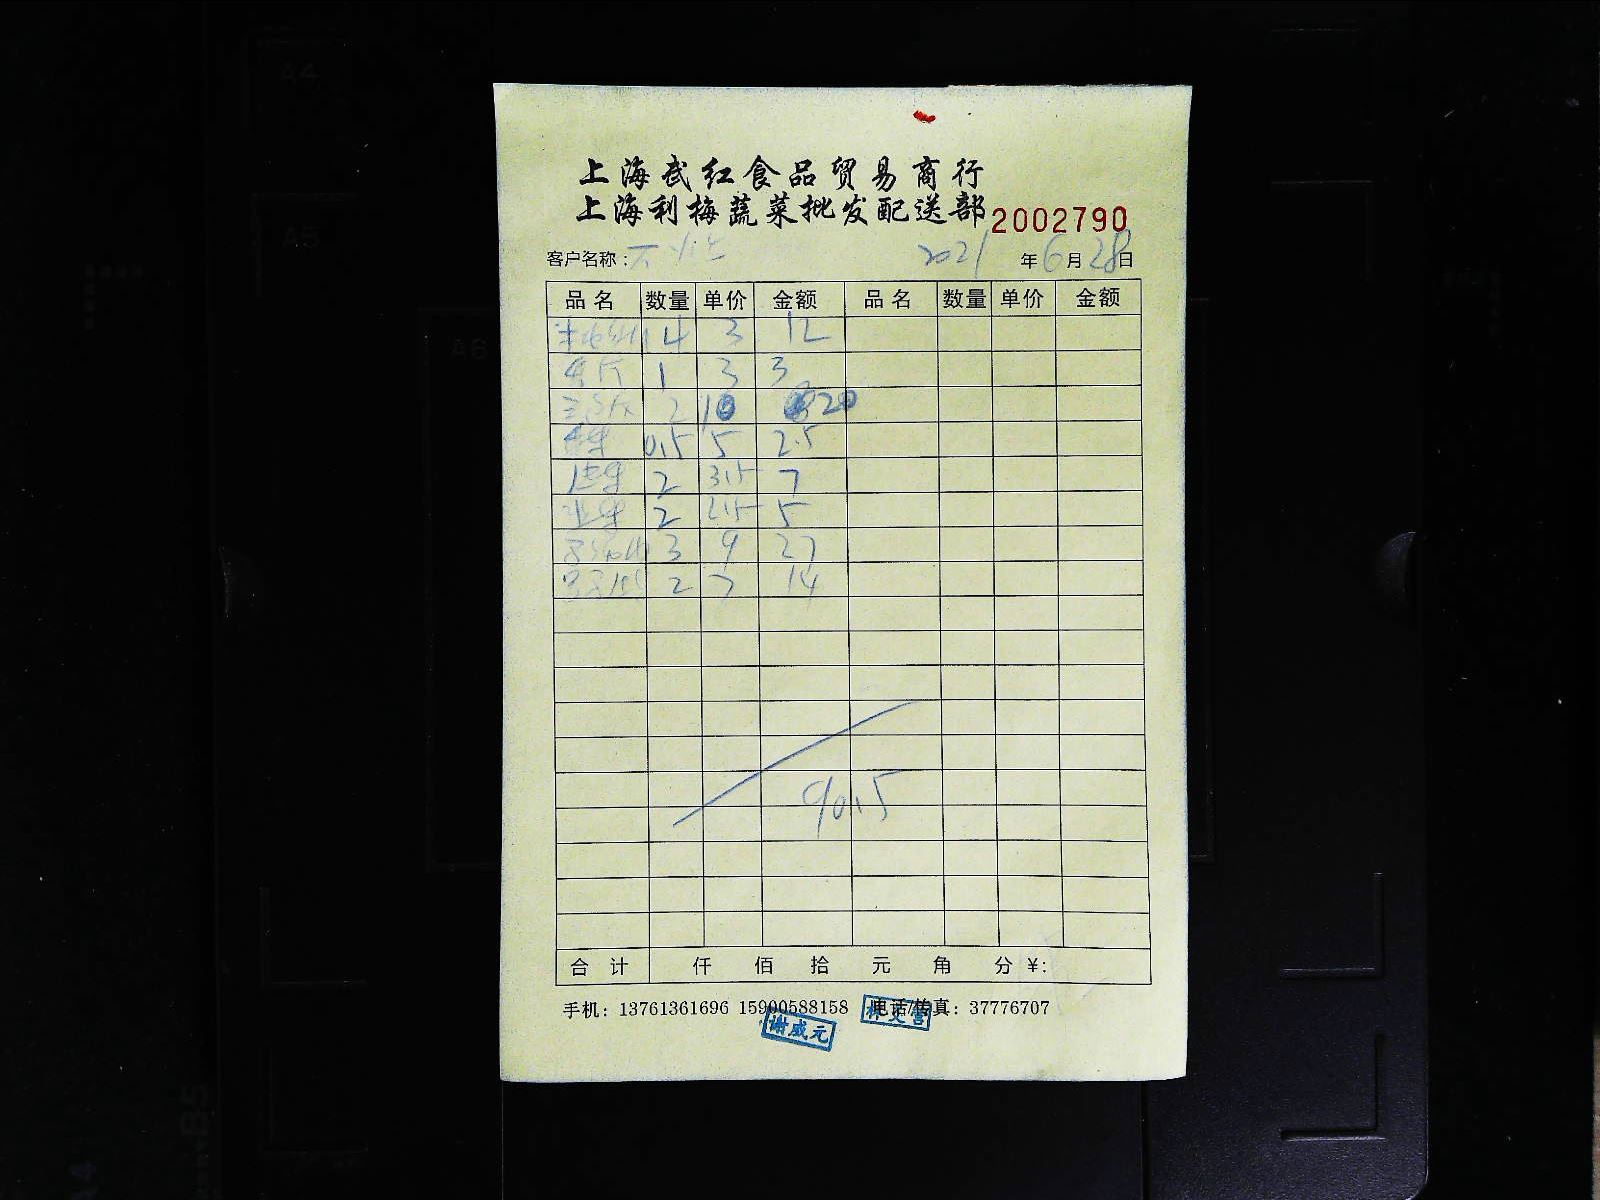 上海武红食品贸易商行
上海利梅蔬菜批发配送部 2002790
客户名称： 2021年6月28日
品名 数量 单价 金额 品名 数量 单价 金额
4 3 12
1 3 3
2 10 20
0.5 5 2.5
2 3.5 7
2 2.5 5
3 9 27
2 7 14
90.5
合计 仟 佰 拾 元 角 分 ¥:
手机: 13761361696 15900588158 电话/传真: 37776707
谢威元